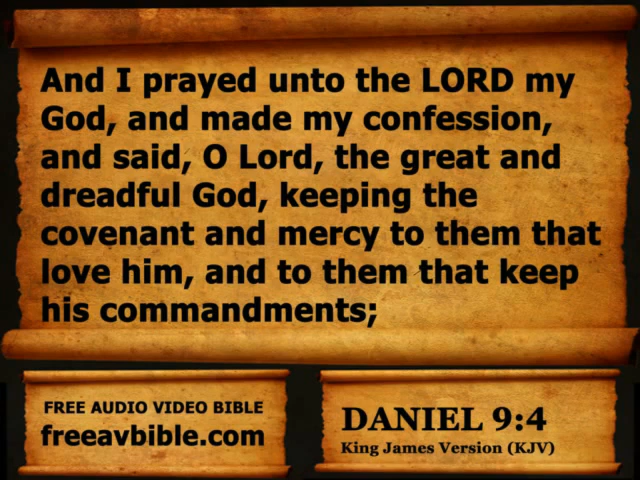 And I prayed unto the LORD my
God, and made my confession,
and said, O Lord, the great and
dreadful God, keeping the
covenant and mercy to them that
love him, and to them that keep
his commandments;
FREE AUDIO VIDEO BIBLE
freeavbible.com
DANIEL 9:4
King James Version (KJV)